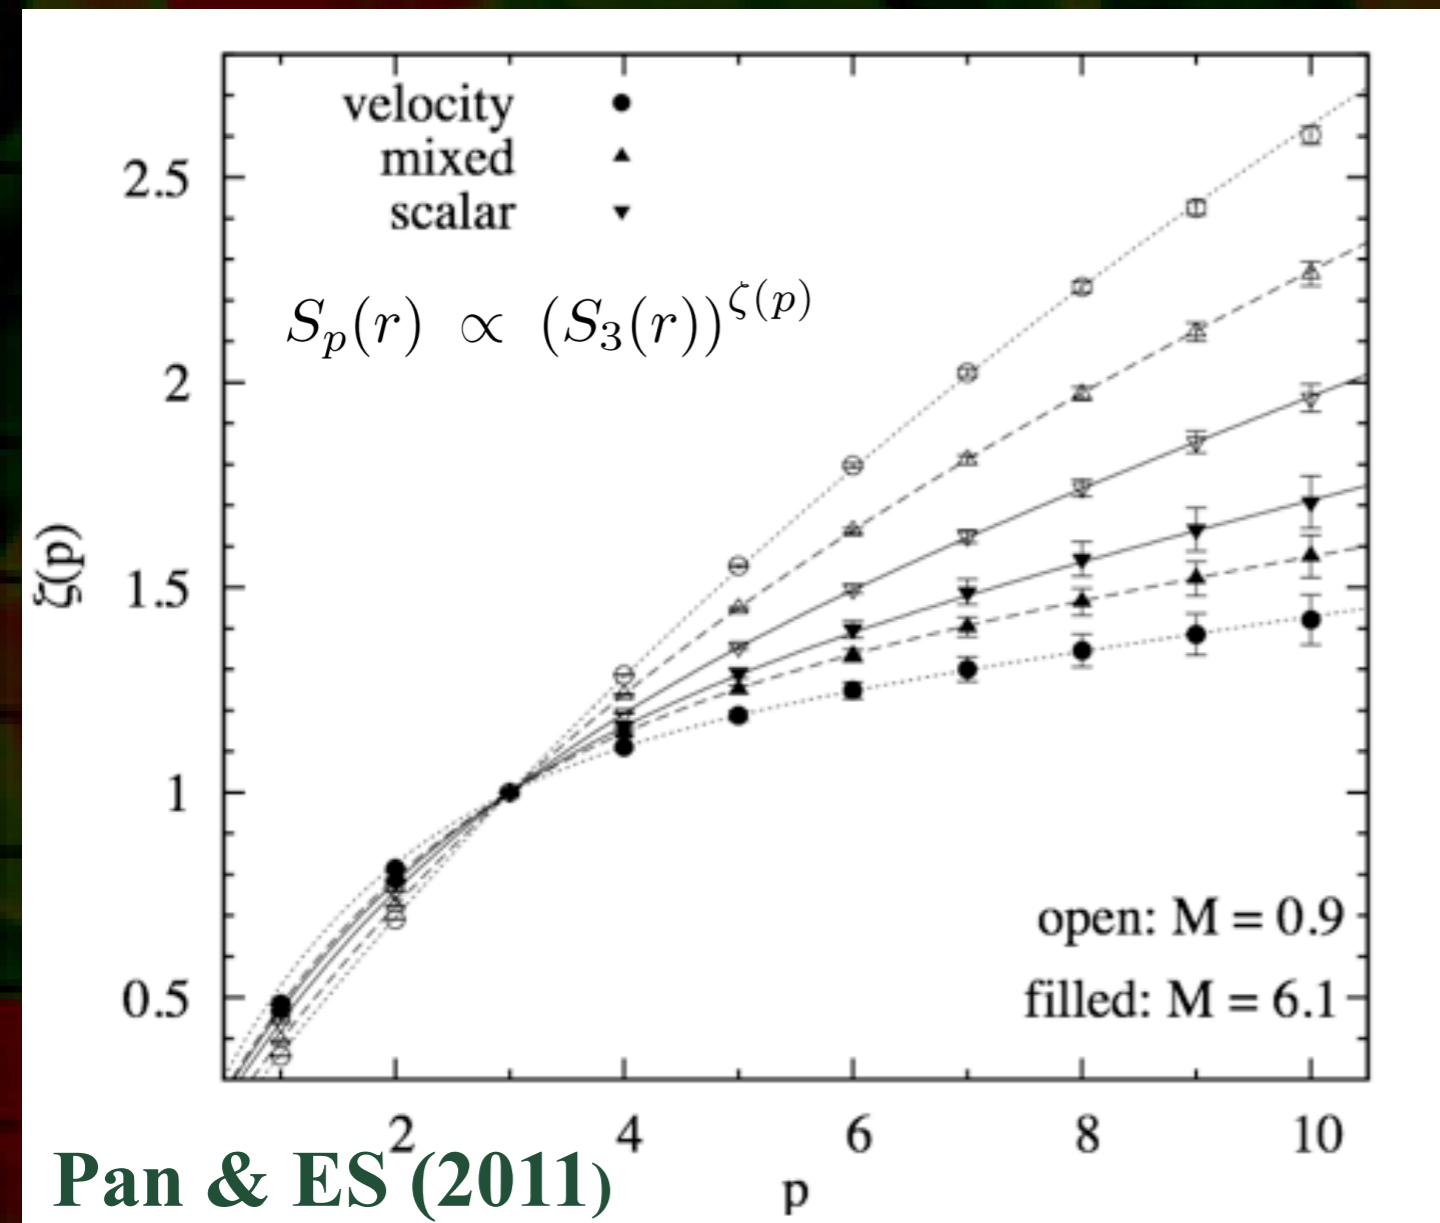 velocity ●
mixed ▲
scalar ▼
S_p(r) ∝ (S_3(r))^{ζ(p)}
2.5
2
1.5
1
0.5
ζ(p)
open: M = 0.9
filled: M = 6.1
2 4 6 8 10
p
Pan & ES (2011)